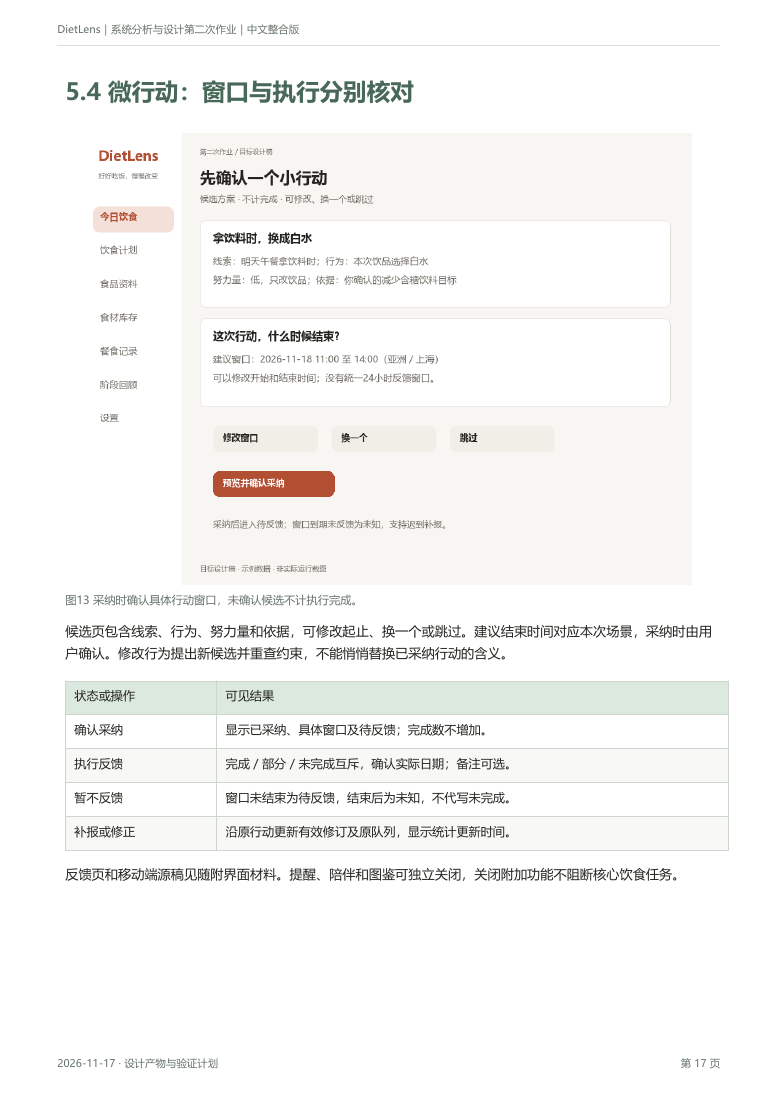 DietLens | 系统分析与设计第二次作业 | 中文整合版
5.4 微行动：窗口与执行分别核对
DietLens
好好吃饭，慢慢改变
今日饮食
饮食计划
食品资料
食材库存
餐食记录
阶段回顾
设置
第二次作业 / 目标设计稿
先确认一个小行动
候选方案 · 不计完成 · 可修改、换一个或跳过
拿饮料时，换成白水
线索：明天午餐拿饮料时；行为：本次饮品选择白水
努力量：低，只改饮品；依据：你确认的减少含糖饮料目标
这次行动，什么时候结束？
建议窗口：2026-11-18 11:00 至 14:00（亚洲 / 上海）
可以修改开始和结束时间；没有统一24小时反馈窗口。
修改窗口
换一个
跳过
预览并确认采纳
采纳后进入待反馈；窗口到期未反馈为未知，支持迟到补报。
目标设计稿 · 示例数据 · 非实际运行截图
图13 采纳时确认具体行动窗口，未确认候选不计执行完成。
候选页包含线索、行为、努力量和依据，可修改起止、换一个或跳过。建议结束时间对应本次场景，采纳时由用
户确认。修改行为提出新候选并重查约束，不能悄悄替换已采纳行动的含义。
状态或操作
可见结果
确认采纳
显示已采纳、具体窗口及待反馈；完成数不增加。
执行反馈
完成 / 部分 / 未完成互斥，确认实际日期；备注可选。
暂不反馈
窗口未结束为待反馈，结束后为未知，不代写未完成。
补报或修正
沿原行动更新有效修订及原队列，显示统计更新时间。
反馈页和移动端源稿见随附界面材料。提醒、陪伴和图鉴可独立关闭，关闭附加功能不阻断核心饮食任务。
2026-11-17 · 设计产物与验证计划
第 17 页